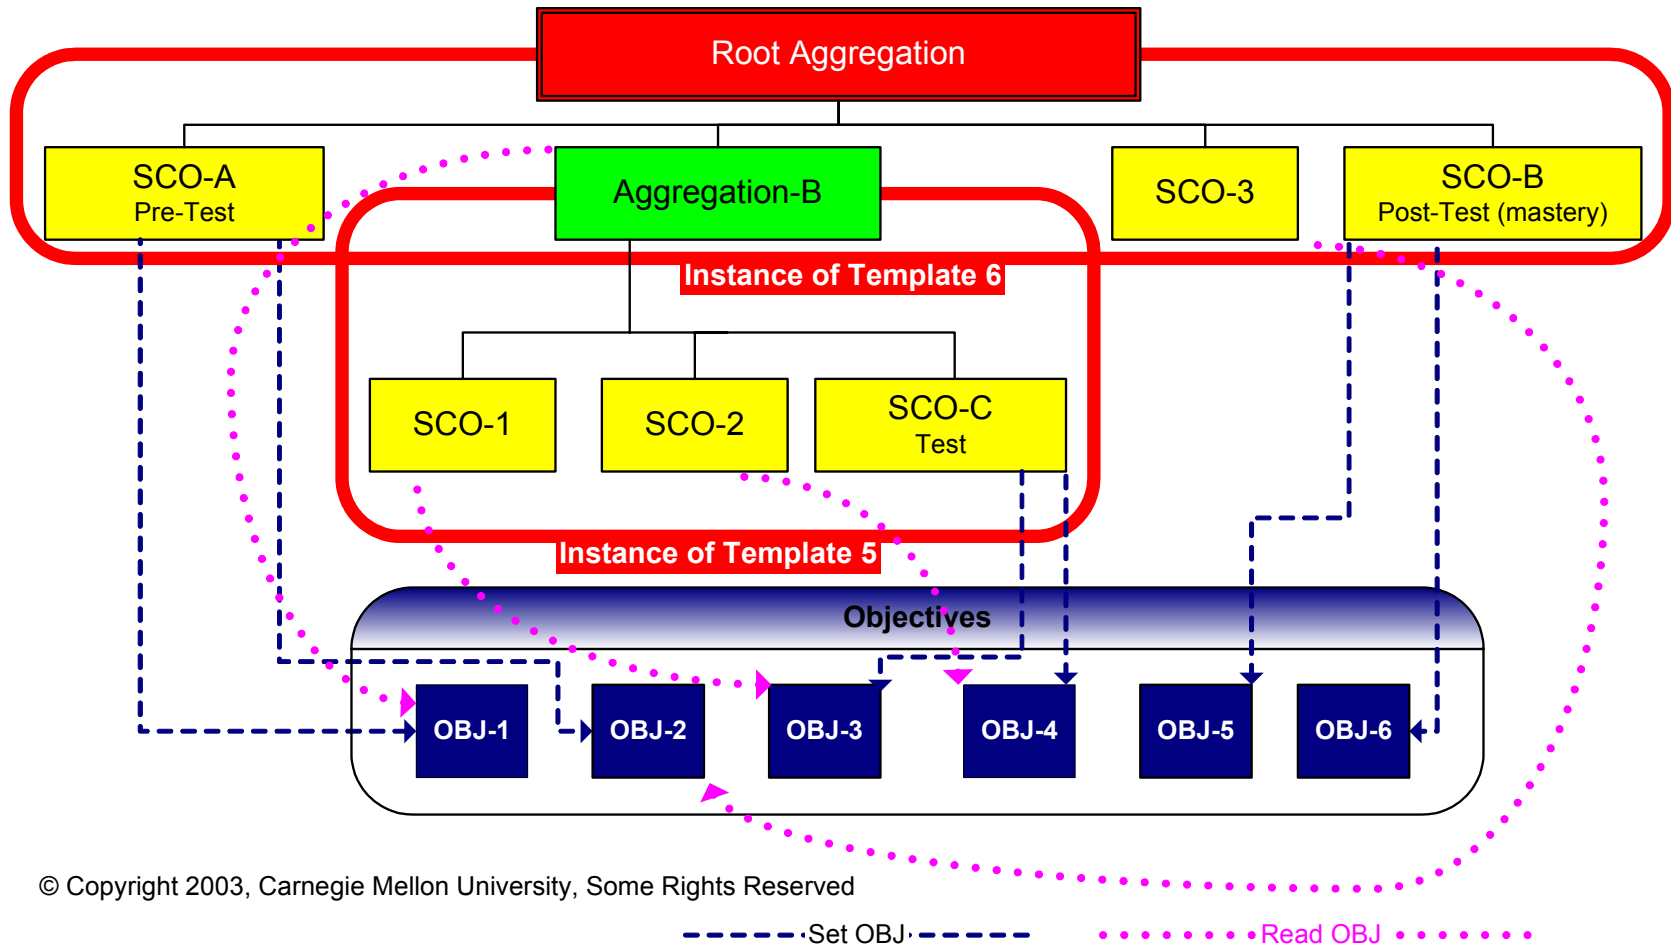 Root Aggregation
SCO-A
Pre-Test
Aggregation-B
SCO-3
SCO-B
Post-Test (mastery)
Instance of Template 6
SCO-1
SCO-2
SCO-C
Test
Instance of Template 5
Objectives
OBJ-1
OBJ-2
OBJ-3
OBJ-4
OBJ-5
OBJ-6
© Copyright 2003, Carnegie Mellon University, Some Rights Reserved
Set OBJ
Read OBJ